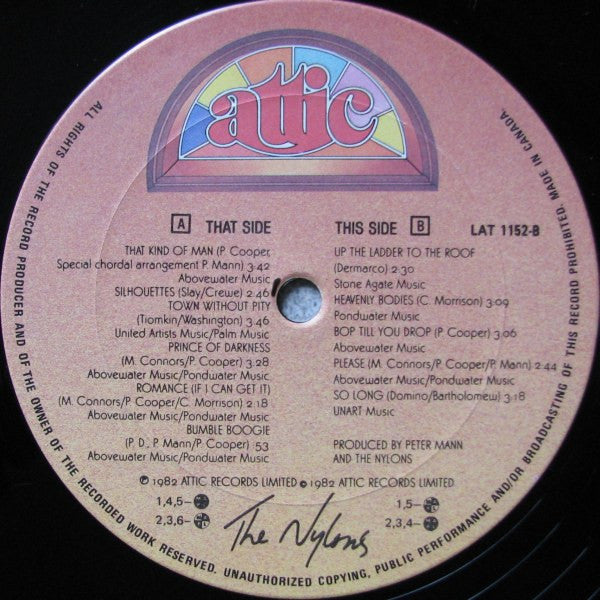 attic
A THAT SIDE
THAT KIND OF MAN (P. Cooper,
Special chordal arrangement P. Mann) 3:42
Abovewater Music
SILHOUETTES (Slay/Crewe) 2:46
TOWN WITHOUT PITY
(Tiomkin/Washington) 3:46
United Artists Music/Palm Music
PRINCE OF DARKNESS
(M. Connors/P. Cooper) 3:28
Abovewater Music/Pondwater Music
ROMANCE (IF I CAN GET IT)
(M. Connors/P. Cooper/C. Morrison) 2:18
Abovewater Music/Pondwater Music
BUMBLE BOOGIE
(P. D., P. Mann/P. Cooper) :53
Abovewater Music/Pondwater Music
THIS SIDE B
LAT 1152-B
UP THE LADDER TO THE ROOF
(Dermarco) 2:30
Stone Agate Music
HEAVENLY BODIES (C. Morrison) 3:09
Pondwater Music
BOP TILL YOU DROP (P. Cooper) 3:06
Abovewater Music
PLEASE (M. Connors/P. Cooper/P. Mann) 2:44
Abovewater Music/Pondwater Music
SO LONG (Domino/Bartholomew) 3:18
UNART Music
PRODUCED BY PETER MANN
AND THE NYLONS
℗ 1982 ATTIC RECORDS LIMITED © 1982 ATTIC RECORDS LIMITED
1,4,5–
2,3,6–
The Nylons
1,5–
2,3,4–
ALL RIGHTS OF THE RECORD PRODUCER AND OF THE OWNER OF THE RECORDED WORK RESERVED. UNAUTHORIZED COPYING, PUBLIC PERFORMANCE AND/OR BROADCASTING OF THIS RECORD PROHIBITED. MADE IN CANADA.